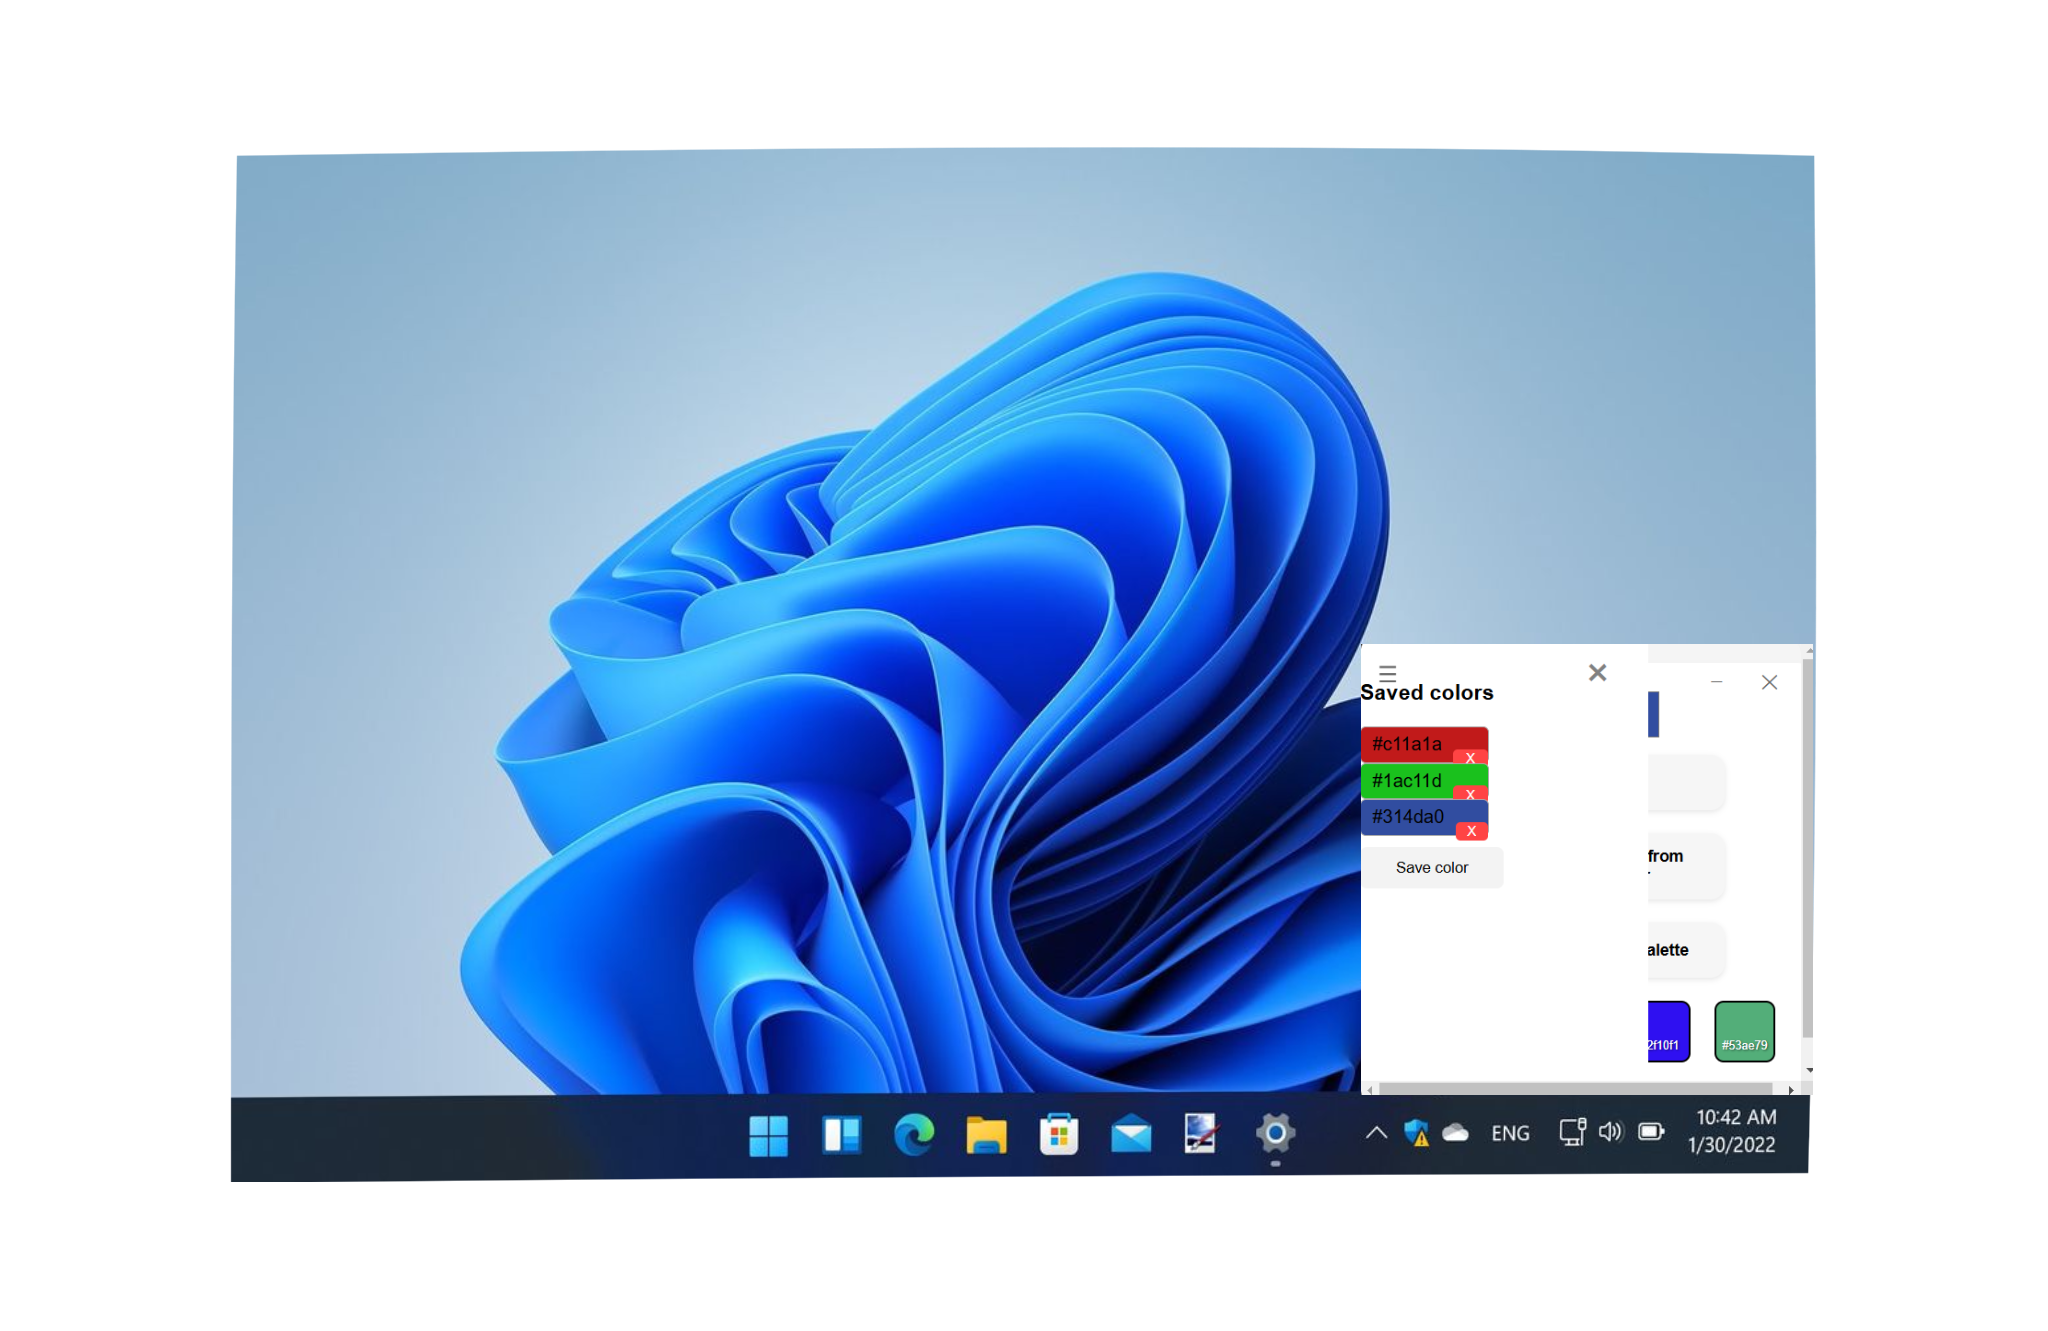 Saved colors
#c11a1a
X
#1ac11d
X
#314da0
X
Save color
from
alette
2f10f1
#53ae79
ENG
10:42 AM
1/30/2022